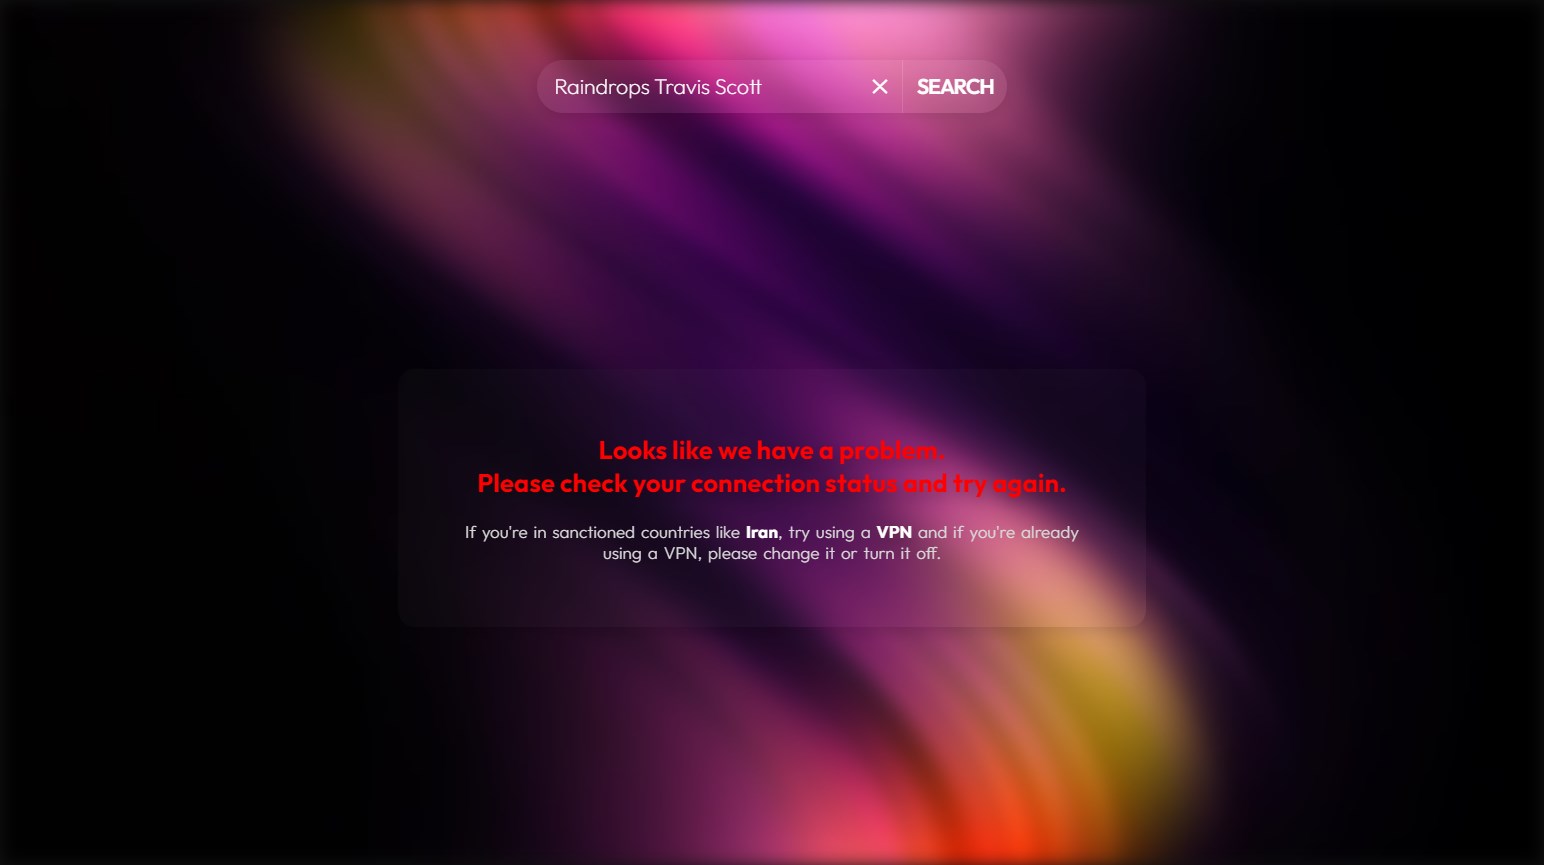 Raindrops Travis Scott
SEARCH
Looks like we have a problem.
Please check your connection status and try again.
If you're in sanctioned countries like Iran, try using a VPN and if you're already
using a VPN, please change it or turn it off.